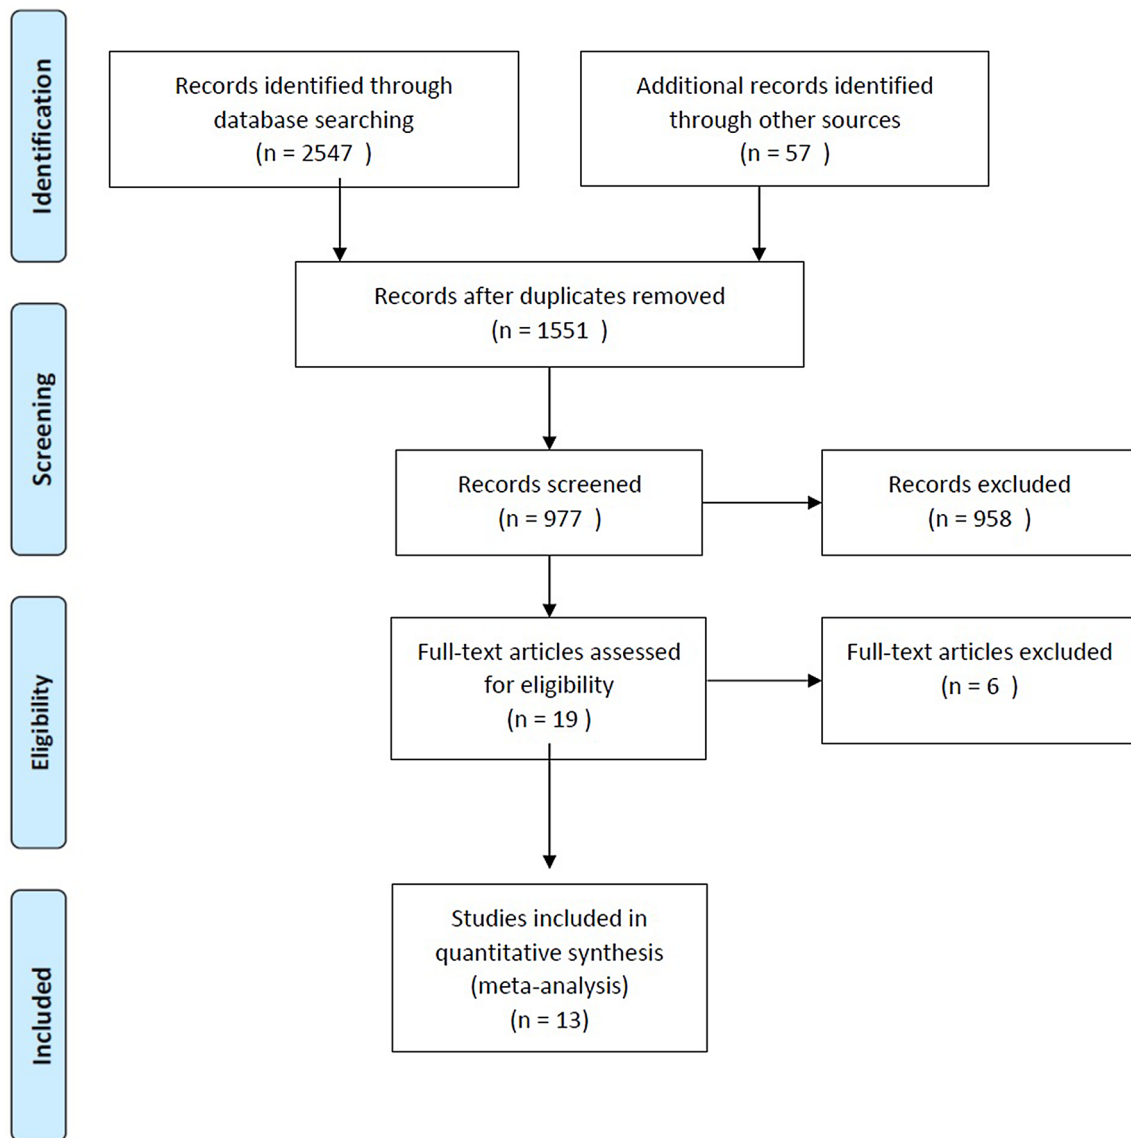 Identification
Records identified through
database searching
(n = 2547  )
Additional records identified
through other sources
(n = 57  )
Records after duplicates removed
(n = 1551  )
Screening
Records screened
(n = 977  )
Records excluded
(n = 958  )
Eligibility
Full-text articles assessed
for eligibility
(n = 19 )
Full-text articles excluded
(n = 6  )
Included
Studies included in
quantitative synthesis
(meta-analysis)
(n = 13)